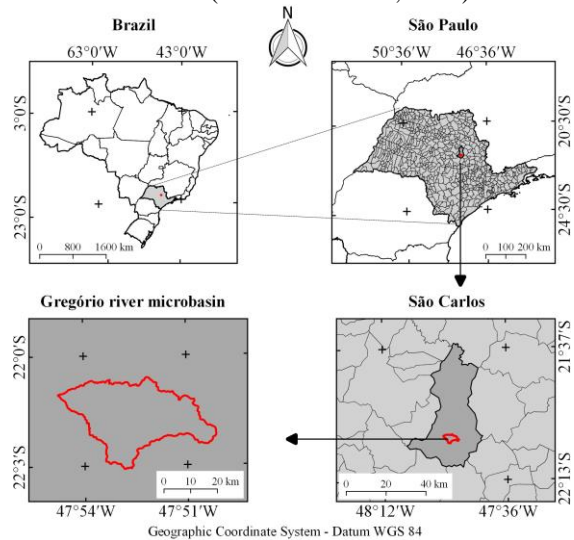 Brazil
N
São Paulo
63°0'W 43°0'W
50°36'W 46°36'W
3°0'S
23°0'S
20°30'S
24°30'S
0 800 1600 km
0 100 200 km
Gregório river microbasin
São Carlos
22°0'S
22°3'S
21°37'S
22°13'S
0 10 20 km
0 20 40 km
47°54'W 47°51'W
48°12'W 47°36'W
Geographic Coordinate System - Datum WGS 84